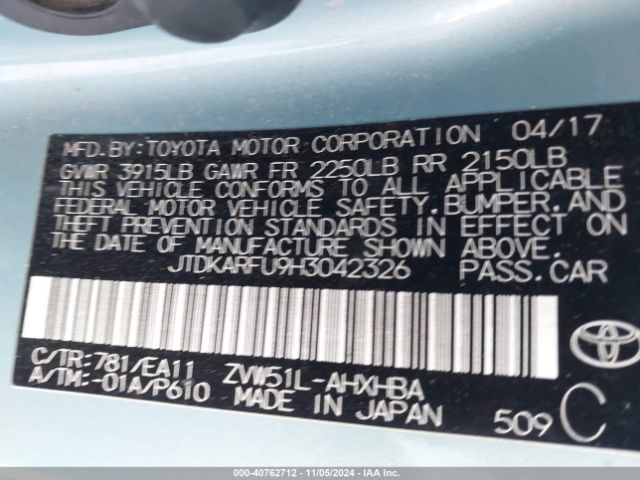 MFD.BY:TOYOTA MOTOR CORPORATION 04/17
GVWR 3915LB GAWR FR 2250LB RR 2150LB
THIS VEHICLE CONFORMS TO ALL APPLICABLE
FEDERAL MOTOR VEHICLE SAFETY,BUMPER,AND
THEFT PREVENTION STANDARDS IN EFFECT ON
THE DATE OF MANUFACTURE SHOWN ABOVE.
JTDKARFU9H3042326 PASS.CAR
C/TR:781/EA11 ZVW51L-AHXHBA
A/TM:-01A/P610 MADE IN JAPAN
509 C
000-40762712 - 11/05/2024 - IAA Inc.